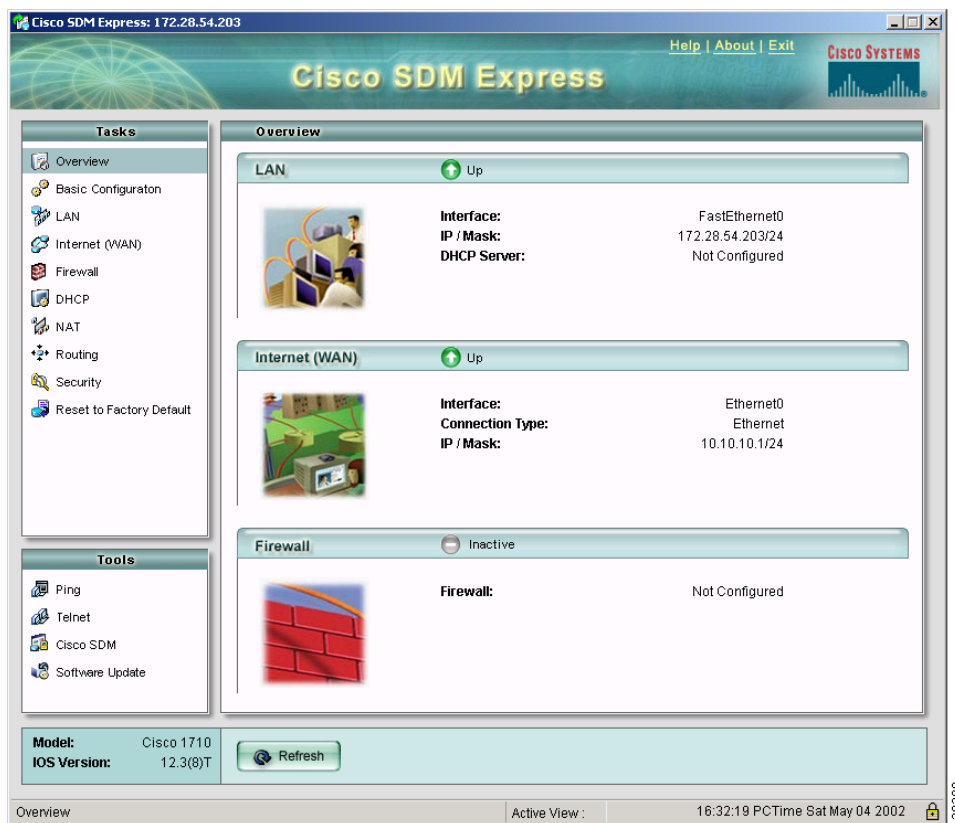 Cisco SDM Express: 172.28.54.203
Help | About | Exit
CISCO SYSTEMS
Cisco SDM Express
Tasks
Overview
Basic Configuraton
LAN
Internet (WAN)
Firewall
DHCP
NAT
Routing
Security
Reset to Factory Default
Tools
Ping
Telnet
Cisco SDM
Software Update
Overview
LAN Up
Interface: FastEthernet0
IP / Mask: 172.28.54.203/24
DHCP Server: Not Configured
Internet (WAN) Up
Interface: Ethernet0
Connection Type: Ethernet
IP / Mask: 10.10.10.1/24
Firewall Inactive
Firewall: Not Configured
Model: Cisco 1710
IOS Version: 12.3(8)T
Refresh
Overview
Active View :
16:32:19 PCTime Sat May 04 2002